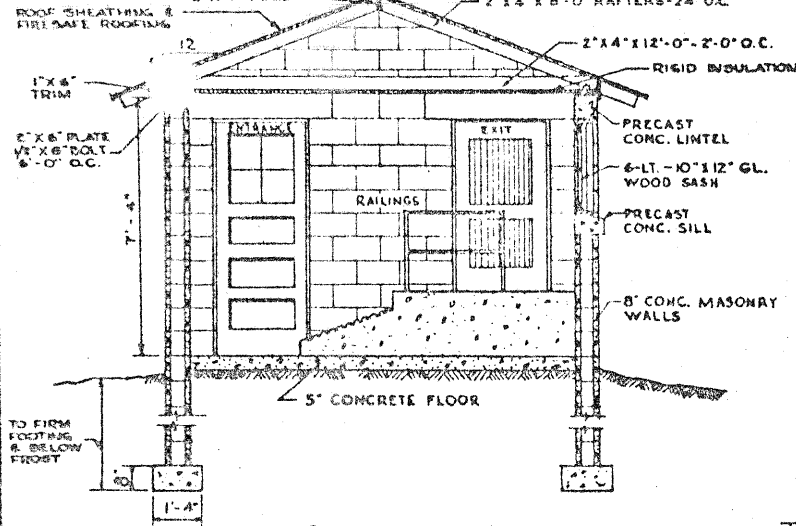 2"X4"X8'-0" RAFTERS-24" O.C.
ROOF SHEATHING &
FIRESAFE ROOFING
12
2"X4"X12'-0"-2'-0" O.C.
RIGID INSULATION
1"X6"
TRIM
2"X6" PLATE
1/2"X6" BOLT
6'-0" O.C.
ENTRANCE
EXIT
PRECAST
CONC. LINTEL
6-LT.-10"X12" GL.
WOOD SASH
RAILINGS
PRECAST
CONC. SILL
7'-4"
8" CONC. MASONRY
WALLS
5" CONCRETE FLOOR
TO FIRM
FOOTING
& BELOW
FROST
8"
1'-4"